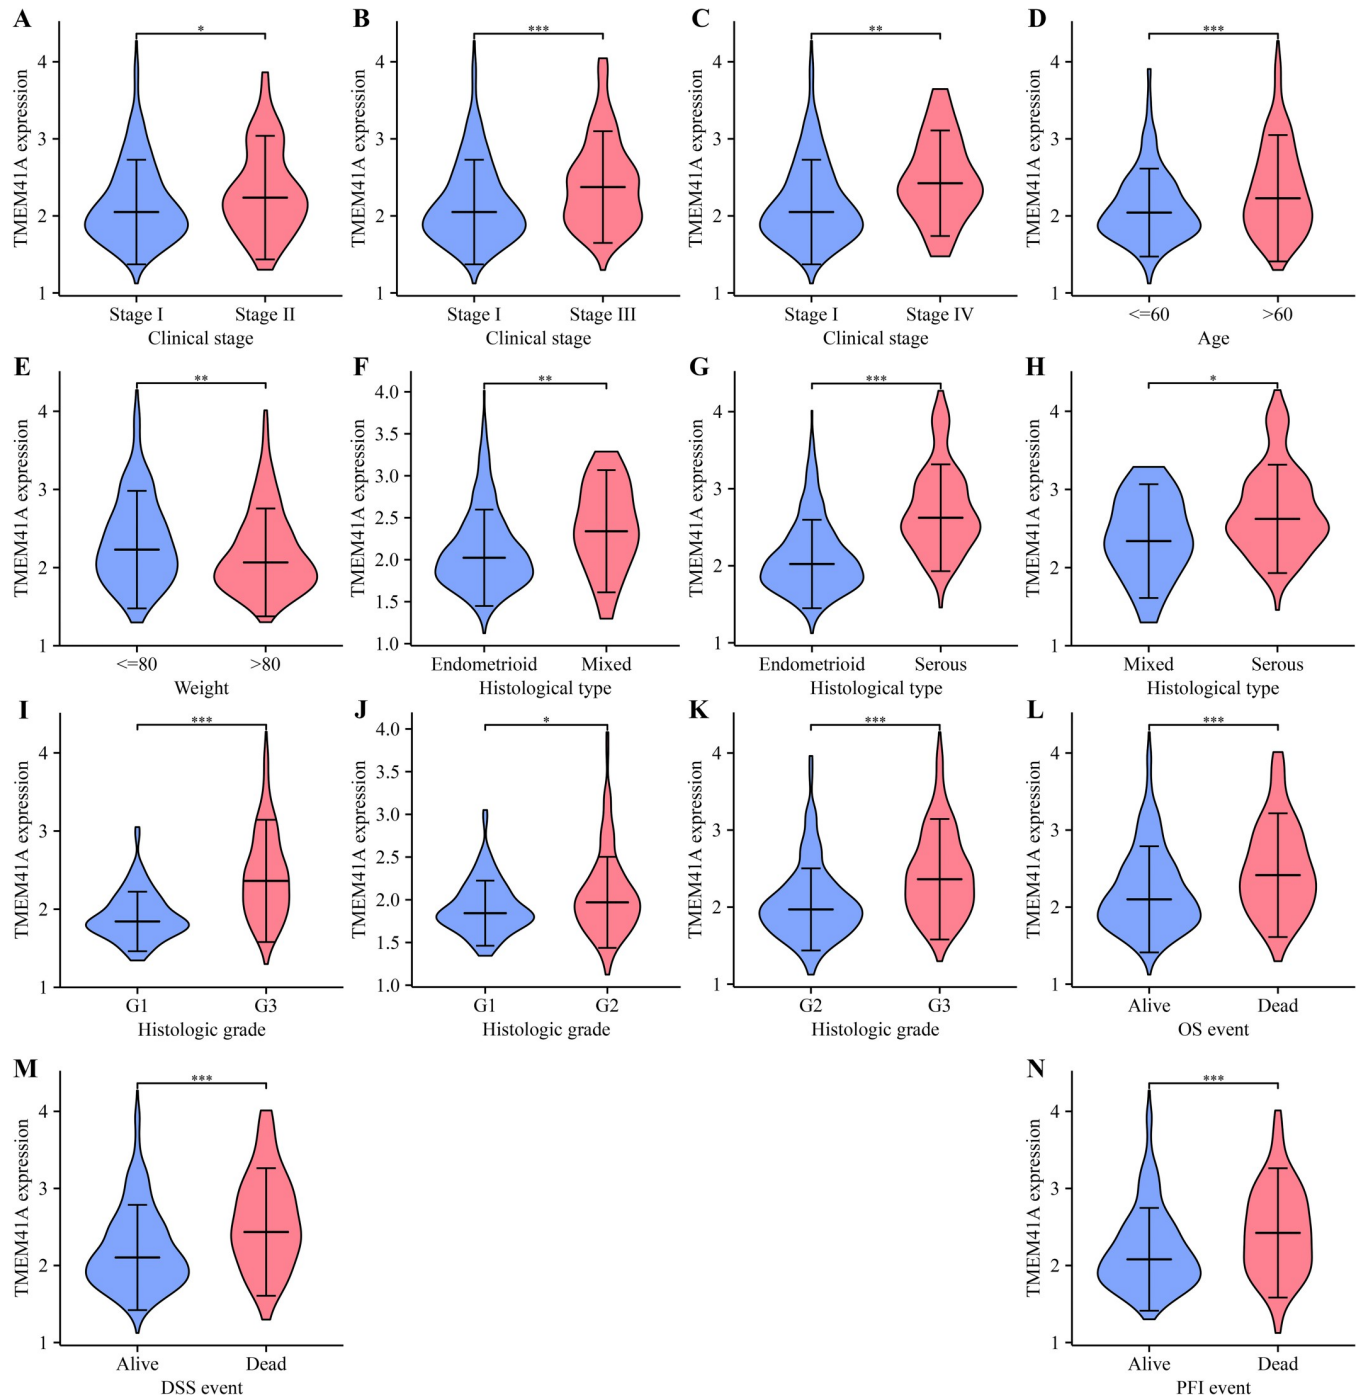 A
TMEM41A expression
*
4
3
2
1
Stage I Stage II
Clinical stage
B
TMEM41A expression
***
4
3
2
1
Stage I Stage III
Clinical stage
C
TMEM41A expression
**
4
3
2
1
Stage I Stage IV
Clinical stage
D
TMEM41A expression
***
4
3
2
1
<=60 >60
Age
E
TMEM41A expression
**
4
3
2
1
<=80 >80
Weight
F
TMEM41A expression
**
4.0
3.5
3.0
2.5
2.0
1.5
1.0
Endometrioid Mixed
Histological type
G
TMEM41A expression
***
4
3
2
1
Endometrioid Serous
Histological type
H
TMEM41A expression
*
4
3
2
1
Mixed Serous
Histological type
I
TMEM41A expression
***
4
3
2
1
G1 G3
Histologic grade
J
TMEM41A expression
*
4.0
3.5
3.0
2.5
2.0
1.5
1.0
G1 G2
Histologic grade
K
TMEM41A expression
***
4
3
2
1
G2 G3
Histologic grade
L
TMEM41A expression
***
4
3
2
1
Alive Dead
OS event
M
TMEM41A expression
***
4
3
2
1
Alive Dead
DSS event
N
TMEM41A expression
***
4
3
2
1
Alive Dead
PFI event